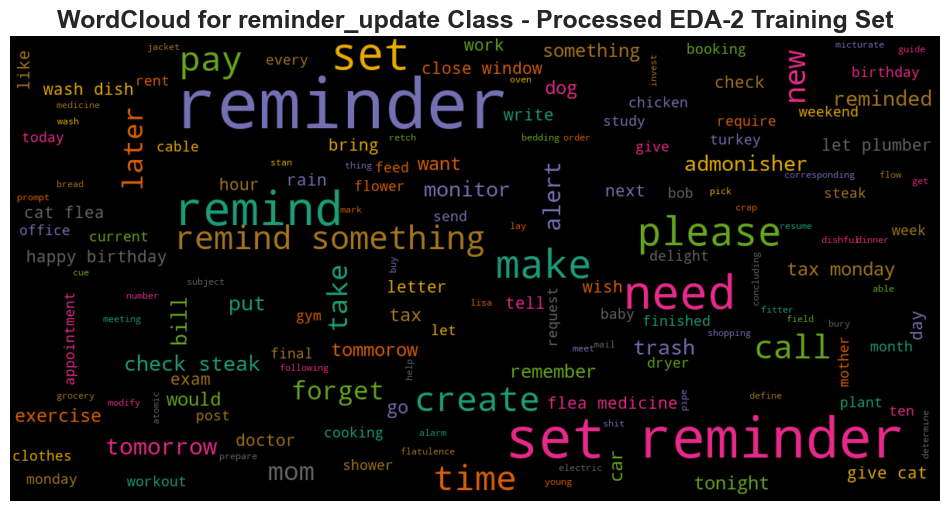 WordCloud for reminder_update Class - Processed EDA-2 Training Set
like
jacket
pay
every
set
work
something
booking
new
micturate
guide
wash dish
rent
close window
oven
dog
invest
check
birthday
medicine
reminder
reminded
wash
later
write
chicken
weekend
today
cable
bring
retch
bedding
order
study
require
turkey
give
let plumber
stan
thing
feed
want
alert
admonisher
bread
hour
rain
flower
monitor
next
bob
pick
corresponding
flow
get
prompt
cat flea
remind
mark
send
steak
crap
resume
office
current
remind something
lay
please
dishful
dinner
week
happy birthday
cue
buy
make
delight
concluding
tax monday
able
subject
take
letter
wish
need
number
bill
put
lisa
tell
request
baby
fitter
appointment
meeting
gym
tax
let
finished
field
bury
day
shopping
check steak
final
tommorow
meet
mail
trash
call
mother
month
following
help
remember
dryer
exam
grocery
modify
atomic
would
forget
go
create
flea medicine
pipe
define
plant
ten
exercise
post
shit
tomorrow
doctor
cooking
alarm
set reminder
determine
clothes
prepare
mom
shower
flatulence
time
electric
car
give cat
monday
workout
young
tonight